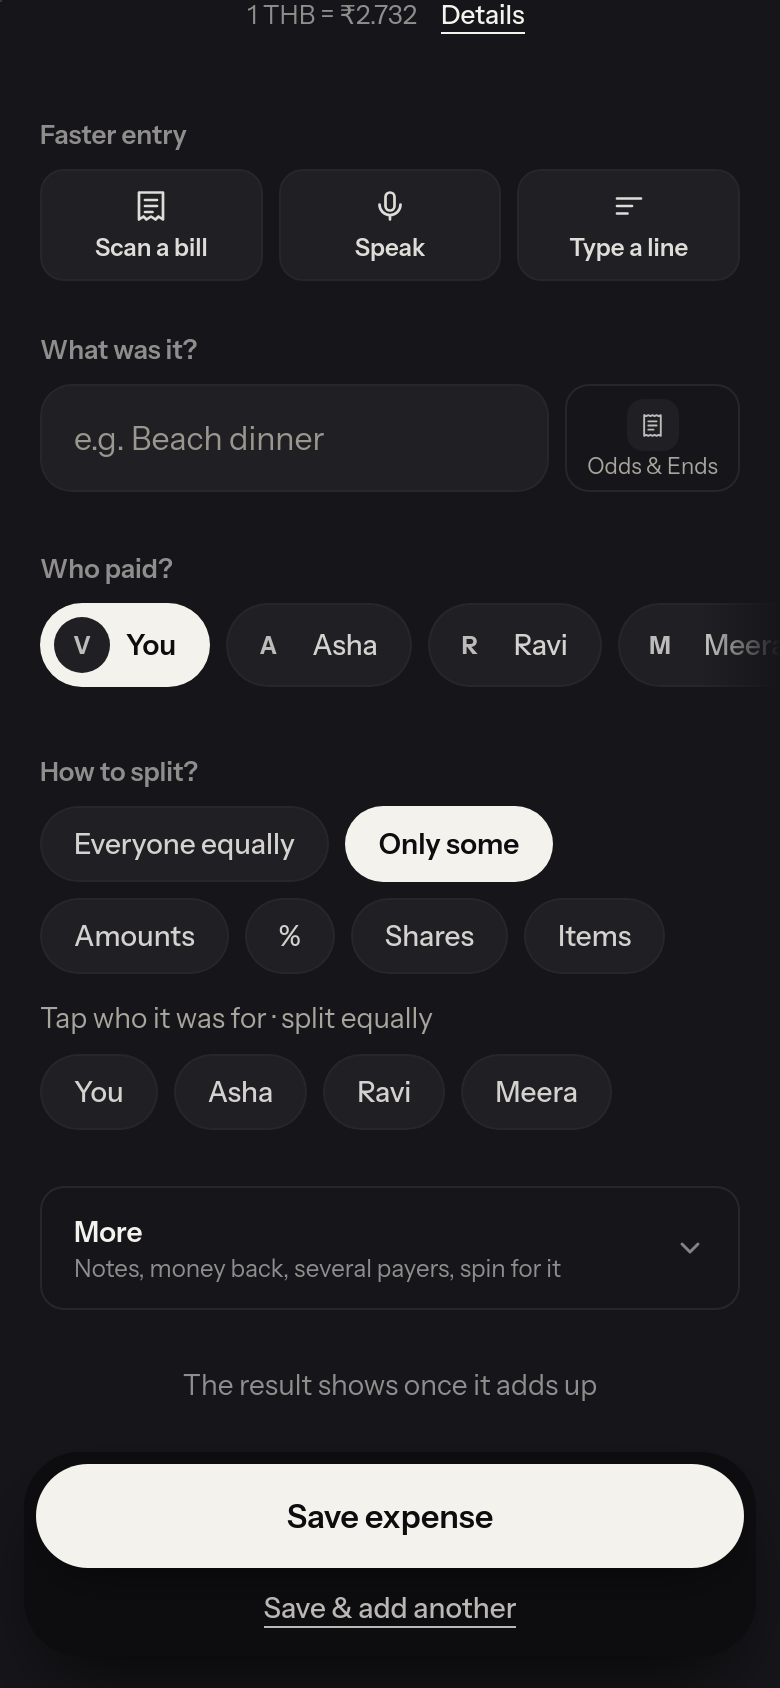 1 THB = ₹2.732 Details
Faster entry
Scan a bill Speak Type a line
What was it?
e.g. Beach dinner
Odds & Ends
Who paid?
V You A Asha R Ravi M Meera
How to split?
Everyone equally Only some
Amounts % Shares Items
Tap who it was for · split equally
You Asha Ravi Meera
More
Notes, money back, several payers, spin for it
The result shows once it adds up
Save expense
Save & add another